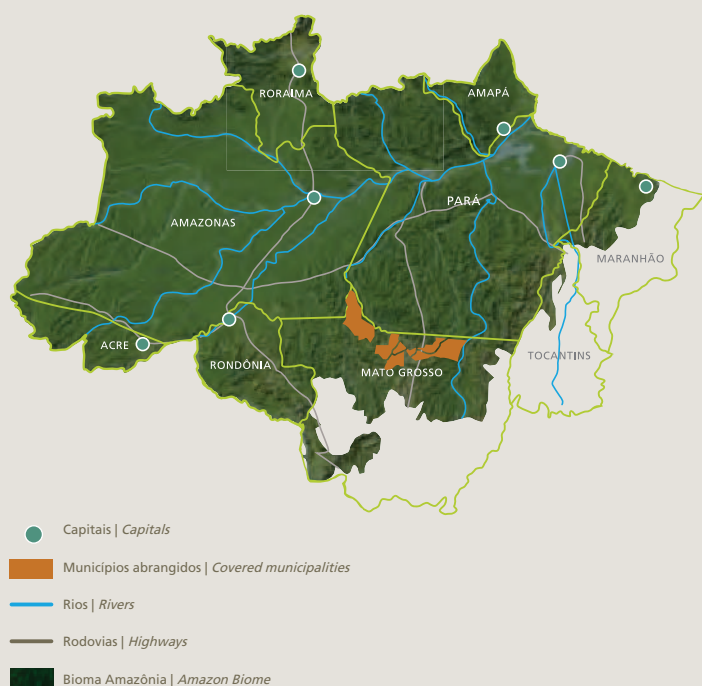 RORAIMA
AMAPÁ
AMAZONAS
PARÁ
MARANHÃO
ACRE
RONDÔNIA
MATO GROSSO
TOCANTINS
Capitais | Capitals
Municípios abrangidos | Covered municipalities
Rios | Rivers
Rodovias | Highways
Bioma Amazônia | Amazon Biome